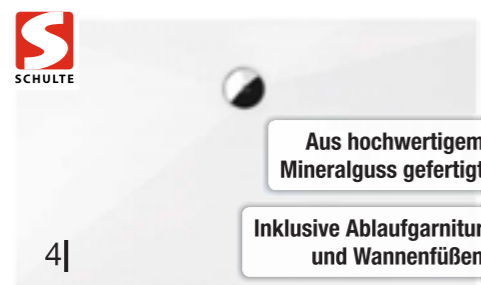 SCHULTE
Aus hochwertigem
Mineralguss gefertigt
Inklusive Ablaufgarnitur
und Wannenfüßen
4|